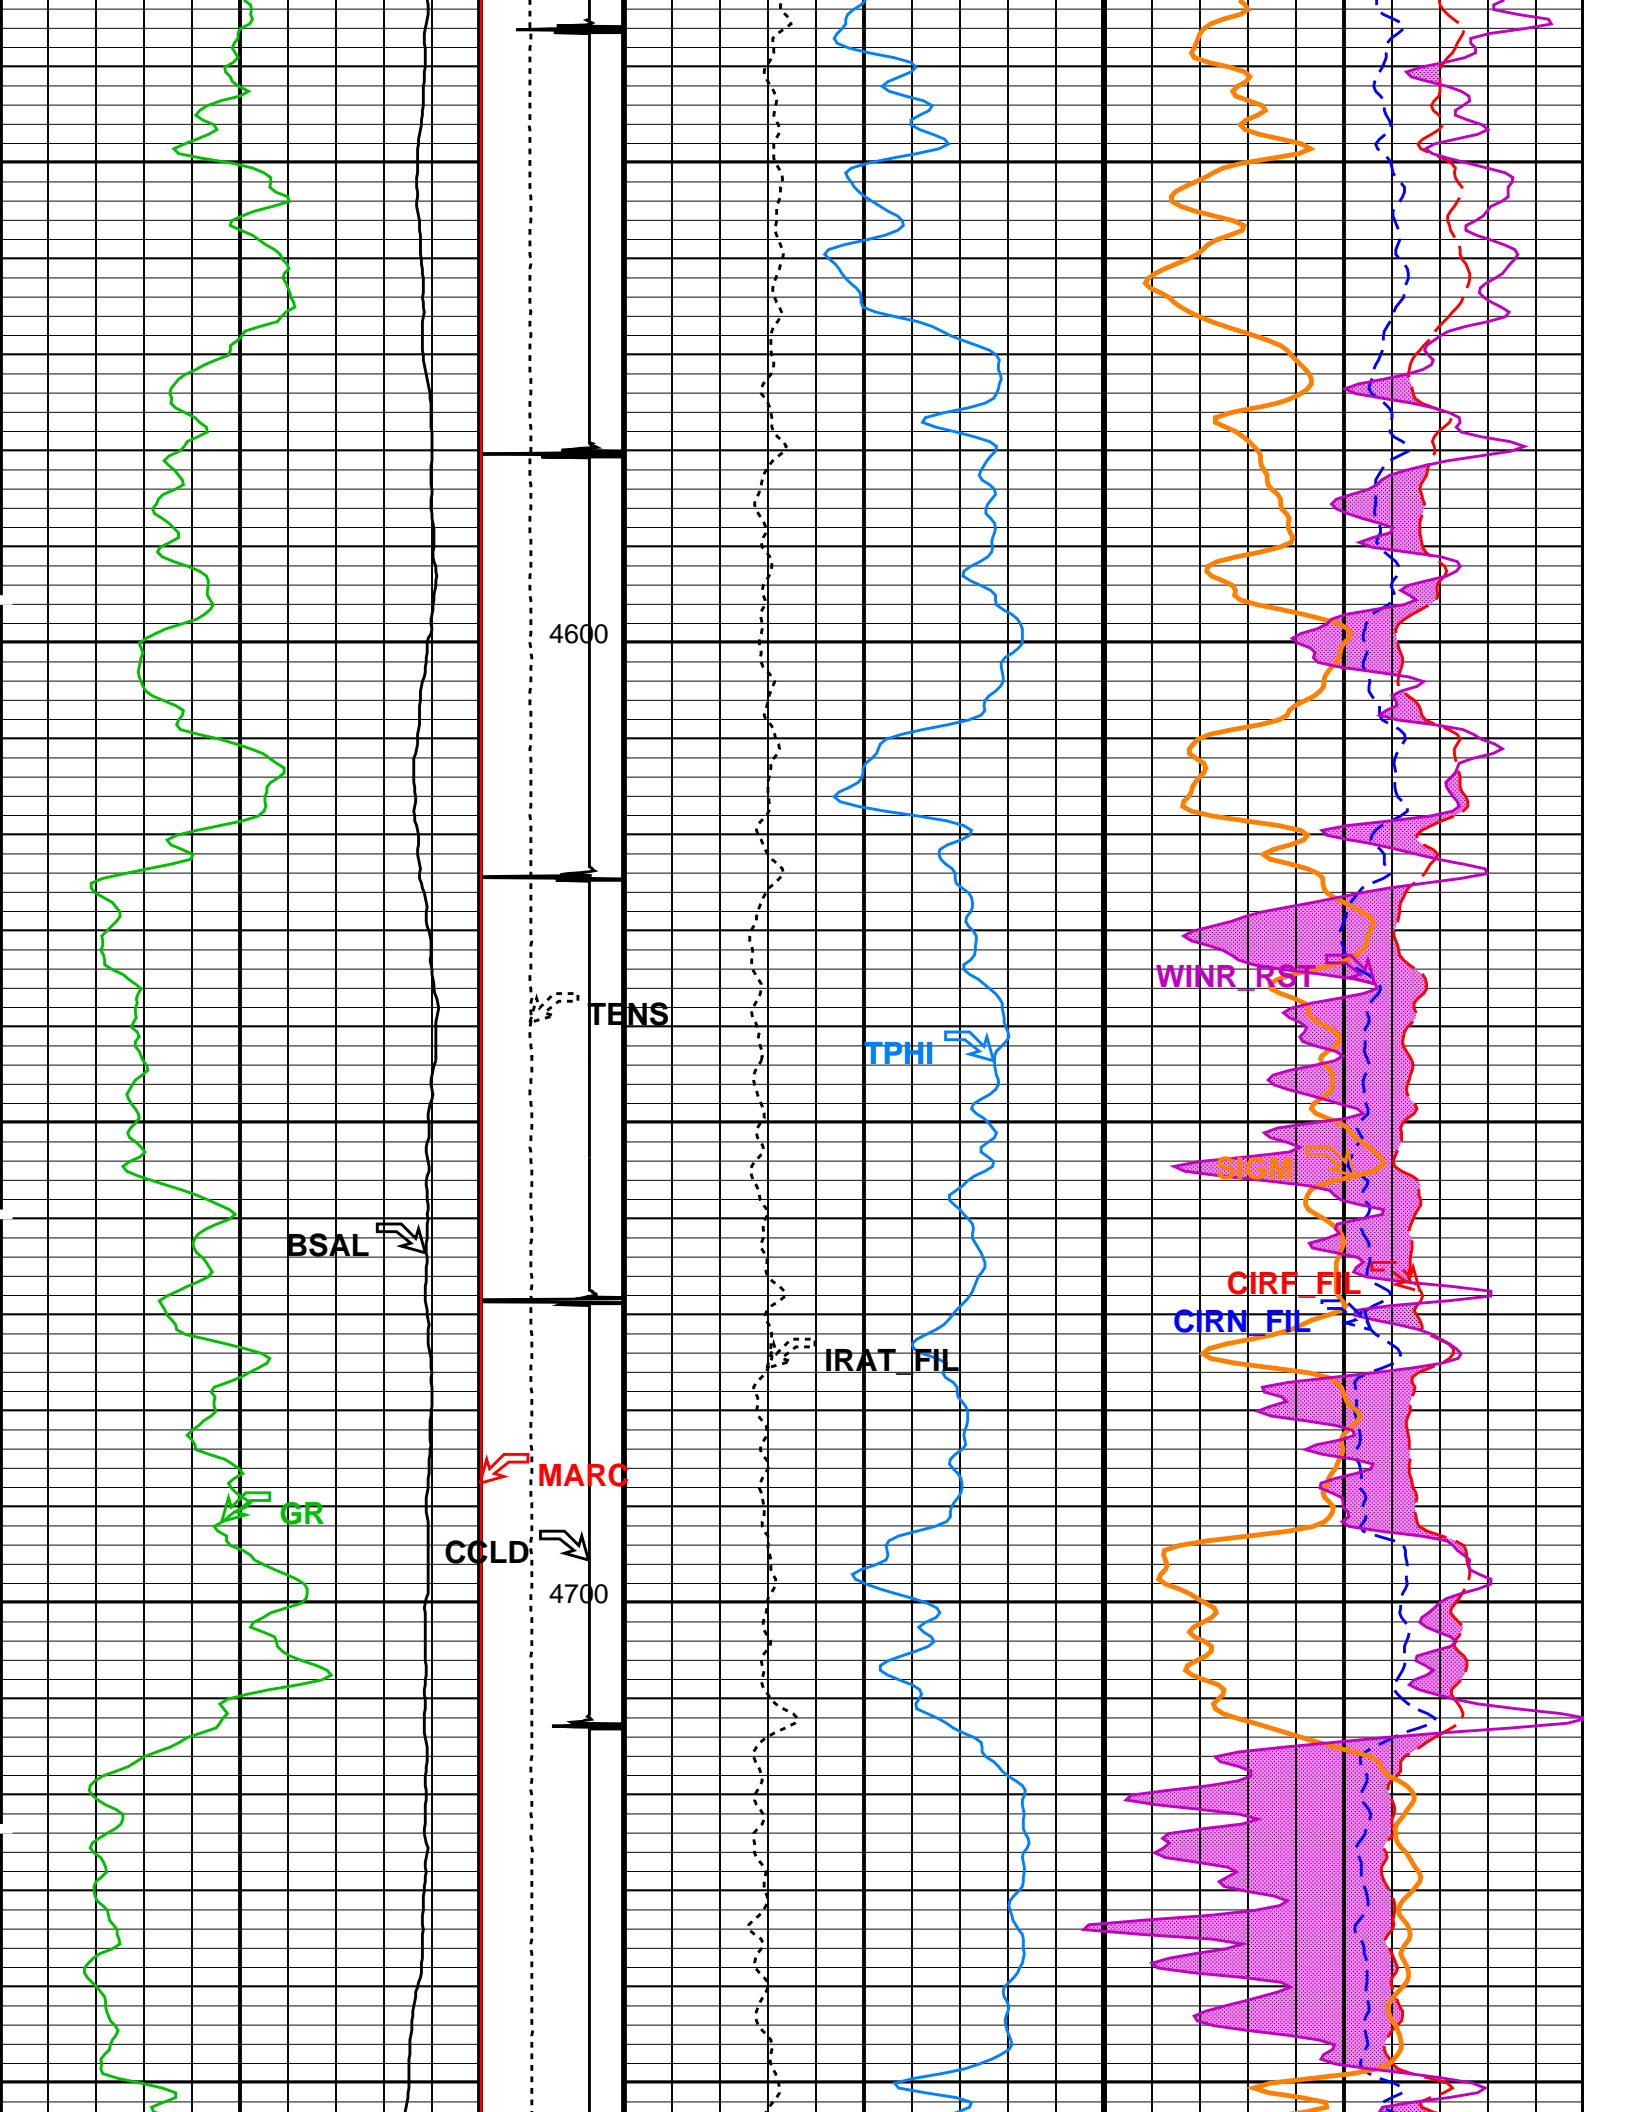 4600
WINR_RST
TENS
TPHI
SIGM
BSAL
CIRF_FIL
CIRN_FIL
IRAT_FIL
MARC
GR
CCLD
4700